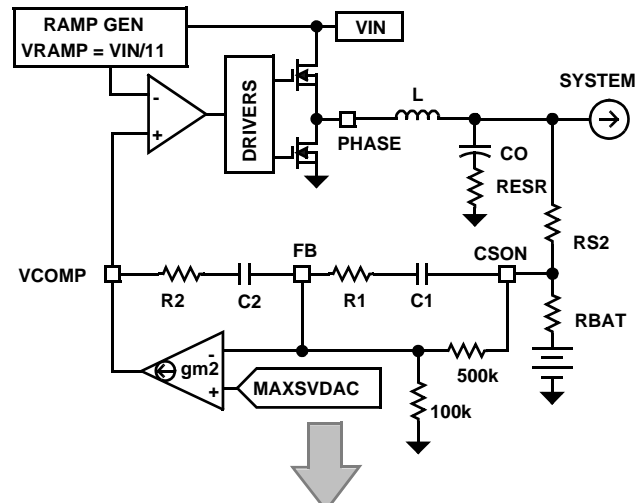 RAMP GEN
VRAMP = VIN/11
VIN
-
+
DRIVERS
PHASE
L
SYSTEM
CO
RESR
RS2
VCOMP
R2
C2
FB
R1
C1
CSON
RBAT
gm2
-
+
MAXSVDAC
500k
100k